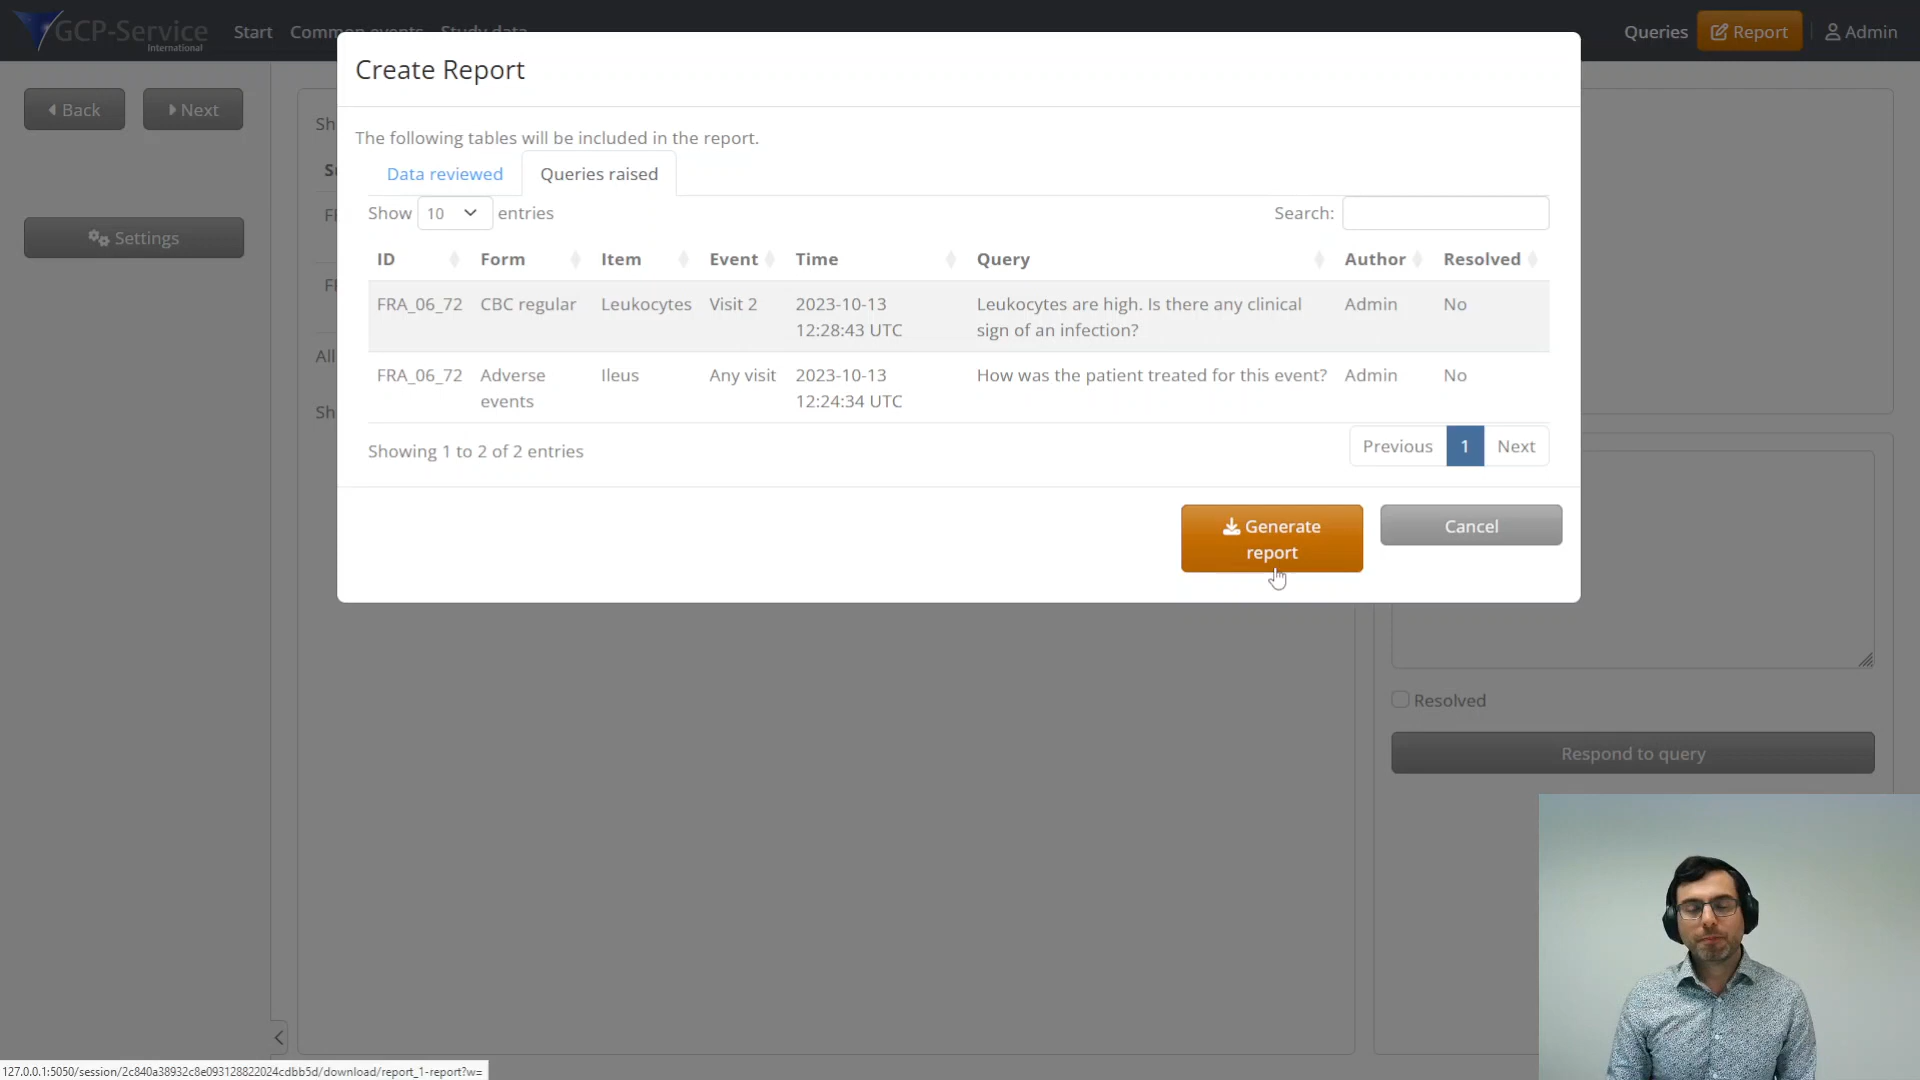 GCP-Service
International
Start Common events Study data
Queries Report Admin
Create Report
Back Next
The following tables will be included in the report.
Data reviewed Queries raised
Show 10 entries
Search:
Settings
ID Form Item Event Time Query Author Resolved
FRA_06_72 CBC regular Leukocytes Visit 2 2023-10-13 Leukocytes are high. Is there any clinical Admin No
12:28:43 UTC sign of an infection?
FRA_06_72 Adverse Ileus Any visit 2023-10-13 How was the patient treated for this event? Admin No
events 12:24:34 UTC
Showing 1 to 2 of 2 entries
Previous 1 Next
Generate
report
Cancel
All
Resolved
Respond to query
127.0.0.1:5050/session/2c840a38932c8e093128822024cdbb5d/download/report_1-report?w=